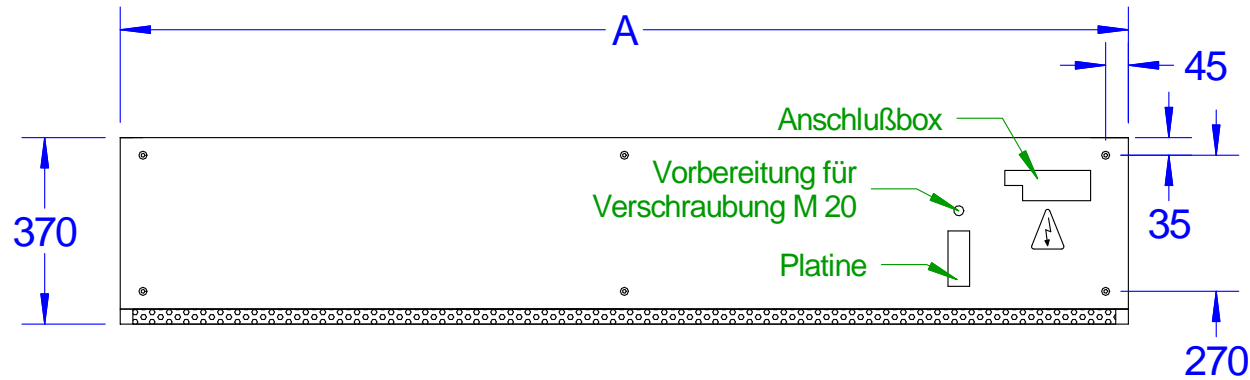 A
45
Anschlußbox
Vorbereitung für
Verschraubung M 20
370
35
Platine
270